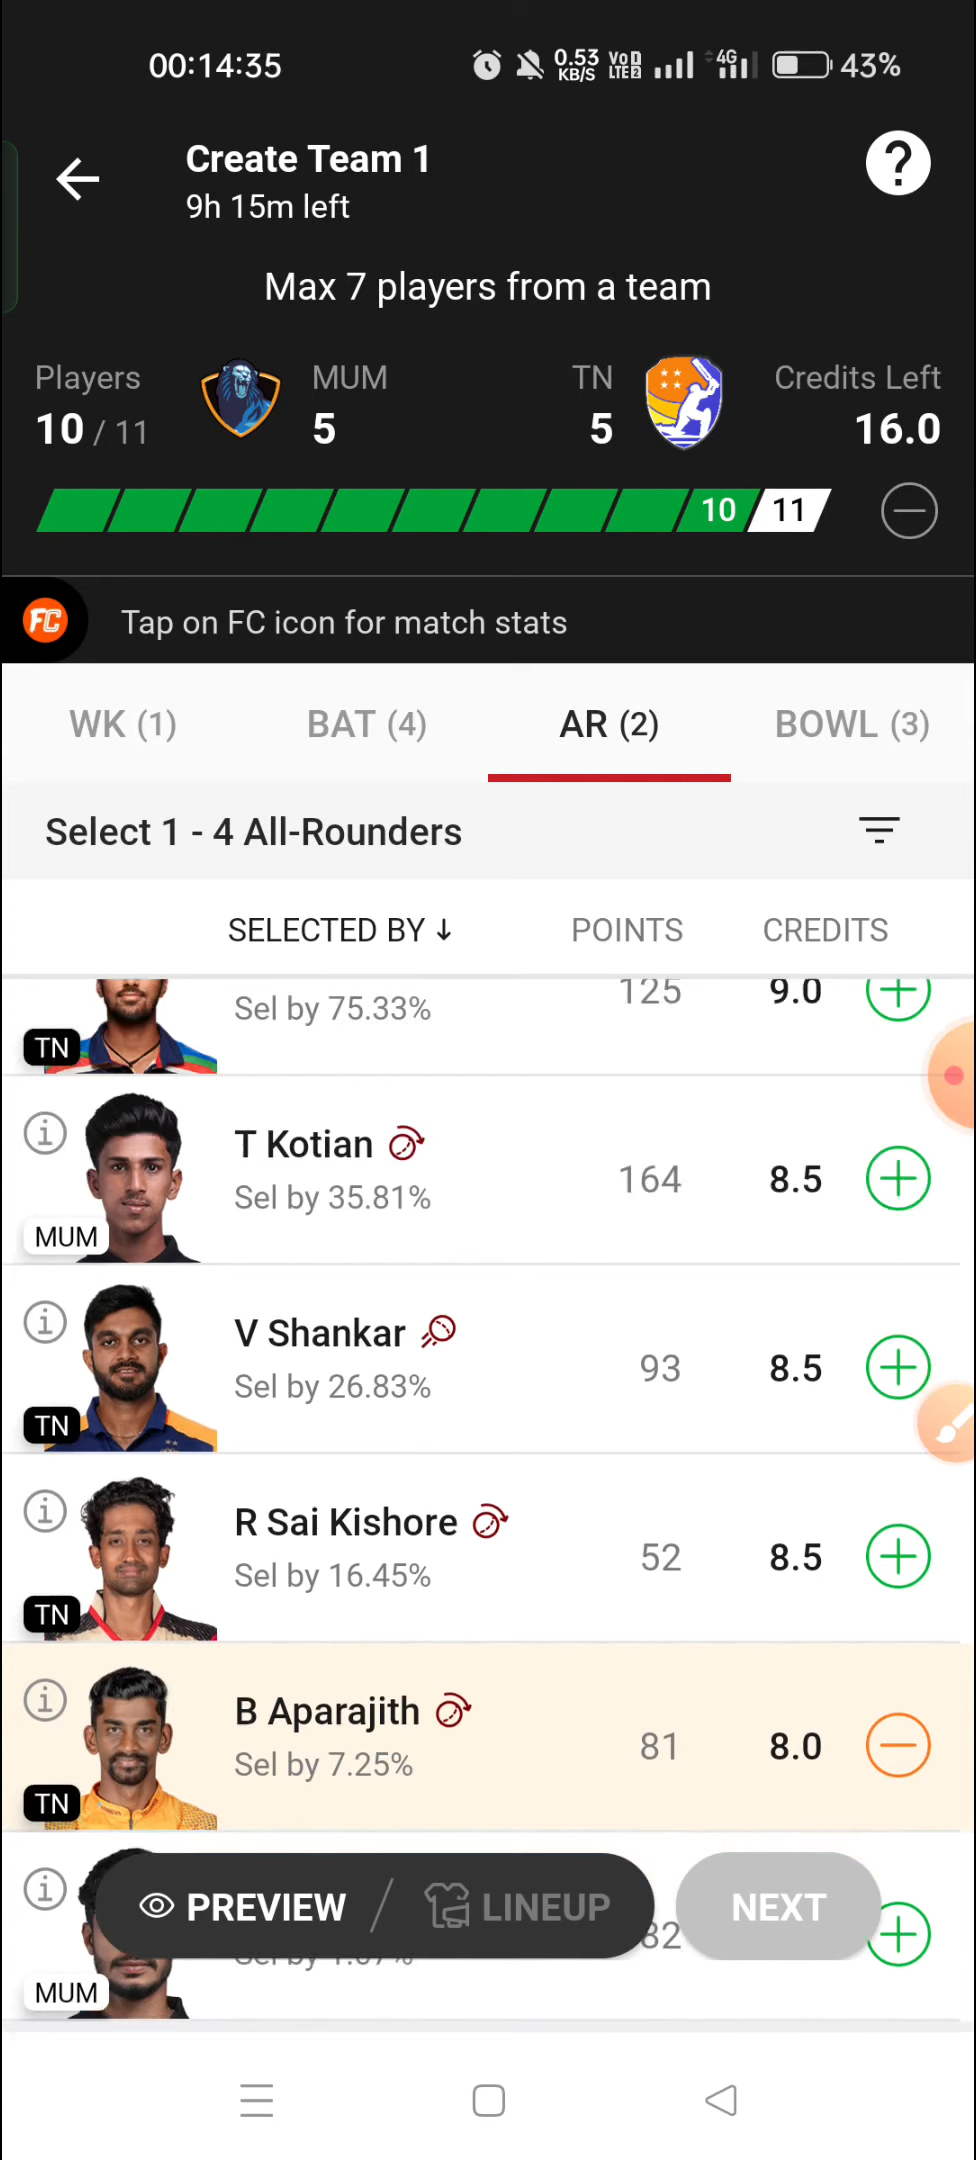 00:14:35
0.53 KB/S
VoD LTE 2
4G
43%
Create Team 1
9h 15m left
?
Max 7 players from a team
Players
MUM
TN
Credits Left
10 / 11
5
5
16.0
10
11
FC
Tap on FC icon for match stats
WK (1)
BAT (4)
AR (2)
BOWL (3)
Select 1 - 4 All-Rounders
SELECTED BY ↓
POINTS
CREDITS
Sel by 75.33%
125
9.0
TN
T Kotian
Sel by 35.81%
164
8.5
MUM
V Shankar
Sel by 26.83%
93
8.5
TN
R Sai Kishore
Sel by 16.45%
52
8.5
TN
B Aparajith
Sel by 7.25%
81
8.0
TN
PREVIEW / LINEUP
NEXT
MUM